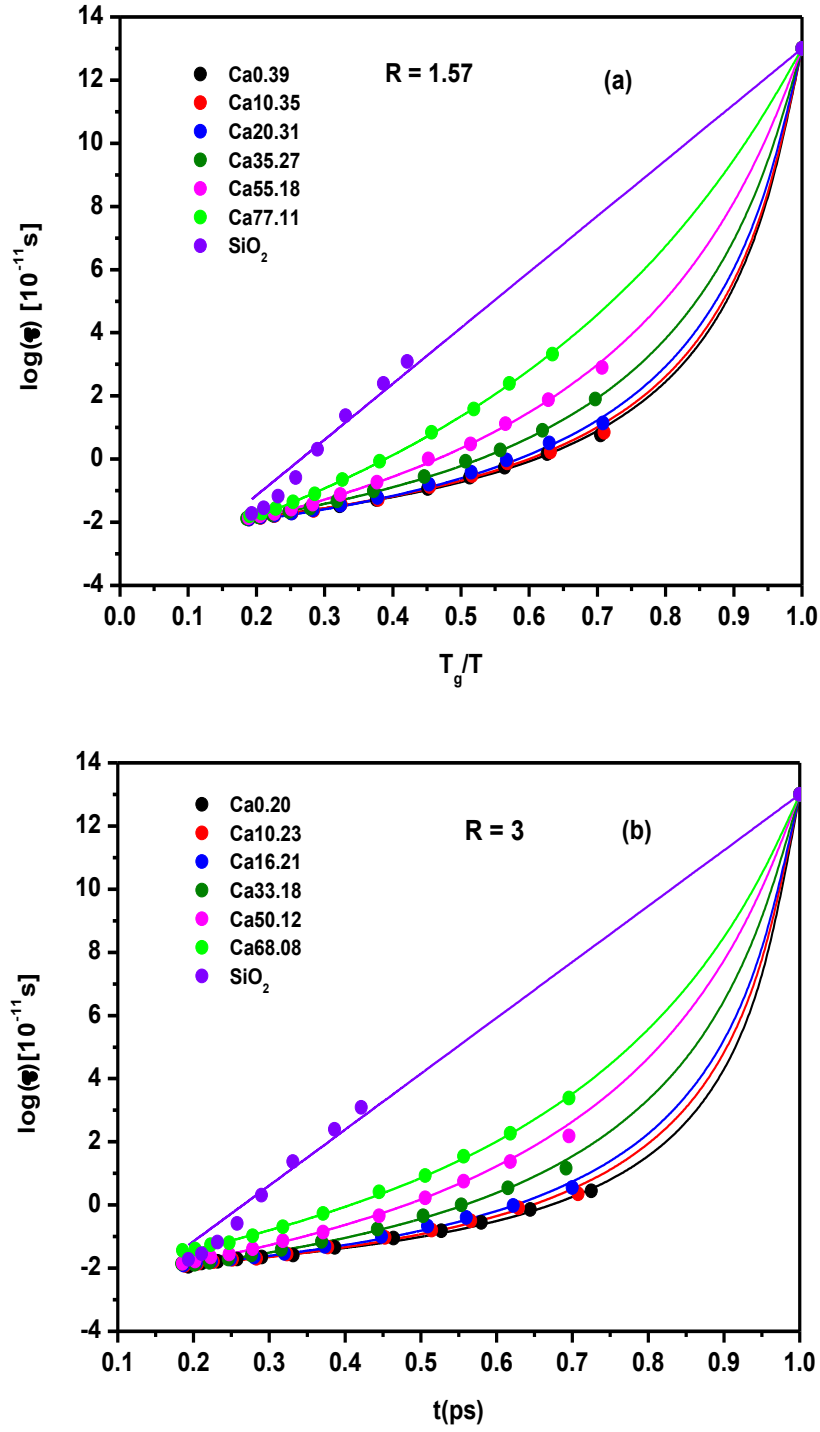 14
12
10
8
6
4
2
0
-2
-4
log( ) [10⁻¹¹ s]
Ca0.39
Ca10.35
Ca20.31
Ca35.27
Ca55.18
Ca77.11
SiO₂
R = 1.57
(a)
0.0 0.1 0.2 0.3 0.4 0.5 0.6 0.7 0.8 0.9 1.0
T_g/T
14
12
10
8
6
4
2
0
-2
-4
log( )[10⁻¹¹ s]
Ca0.20
Ca10.23
Ca16.21
Ca33.18
Ca50.12
Ca68.08
SiO₂
R = 3
(b)
0.1 0.2 0.3 0.4 0.5 0.6 0.7 0.8 0.9 1.0
t(ps)